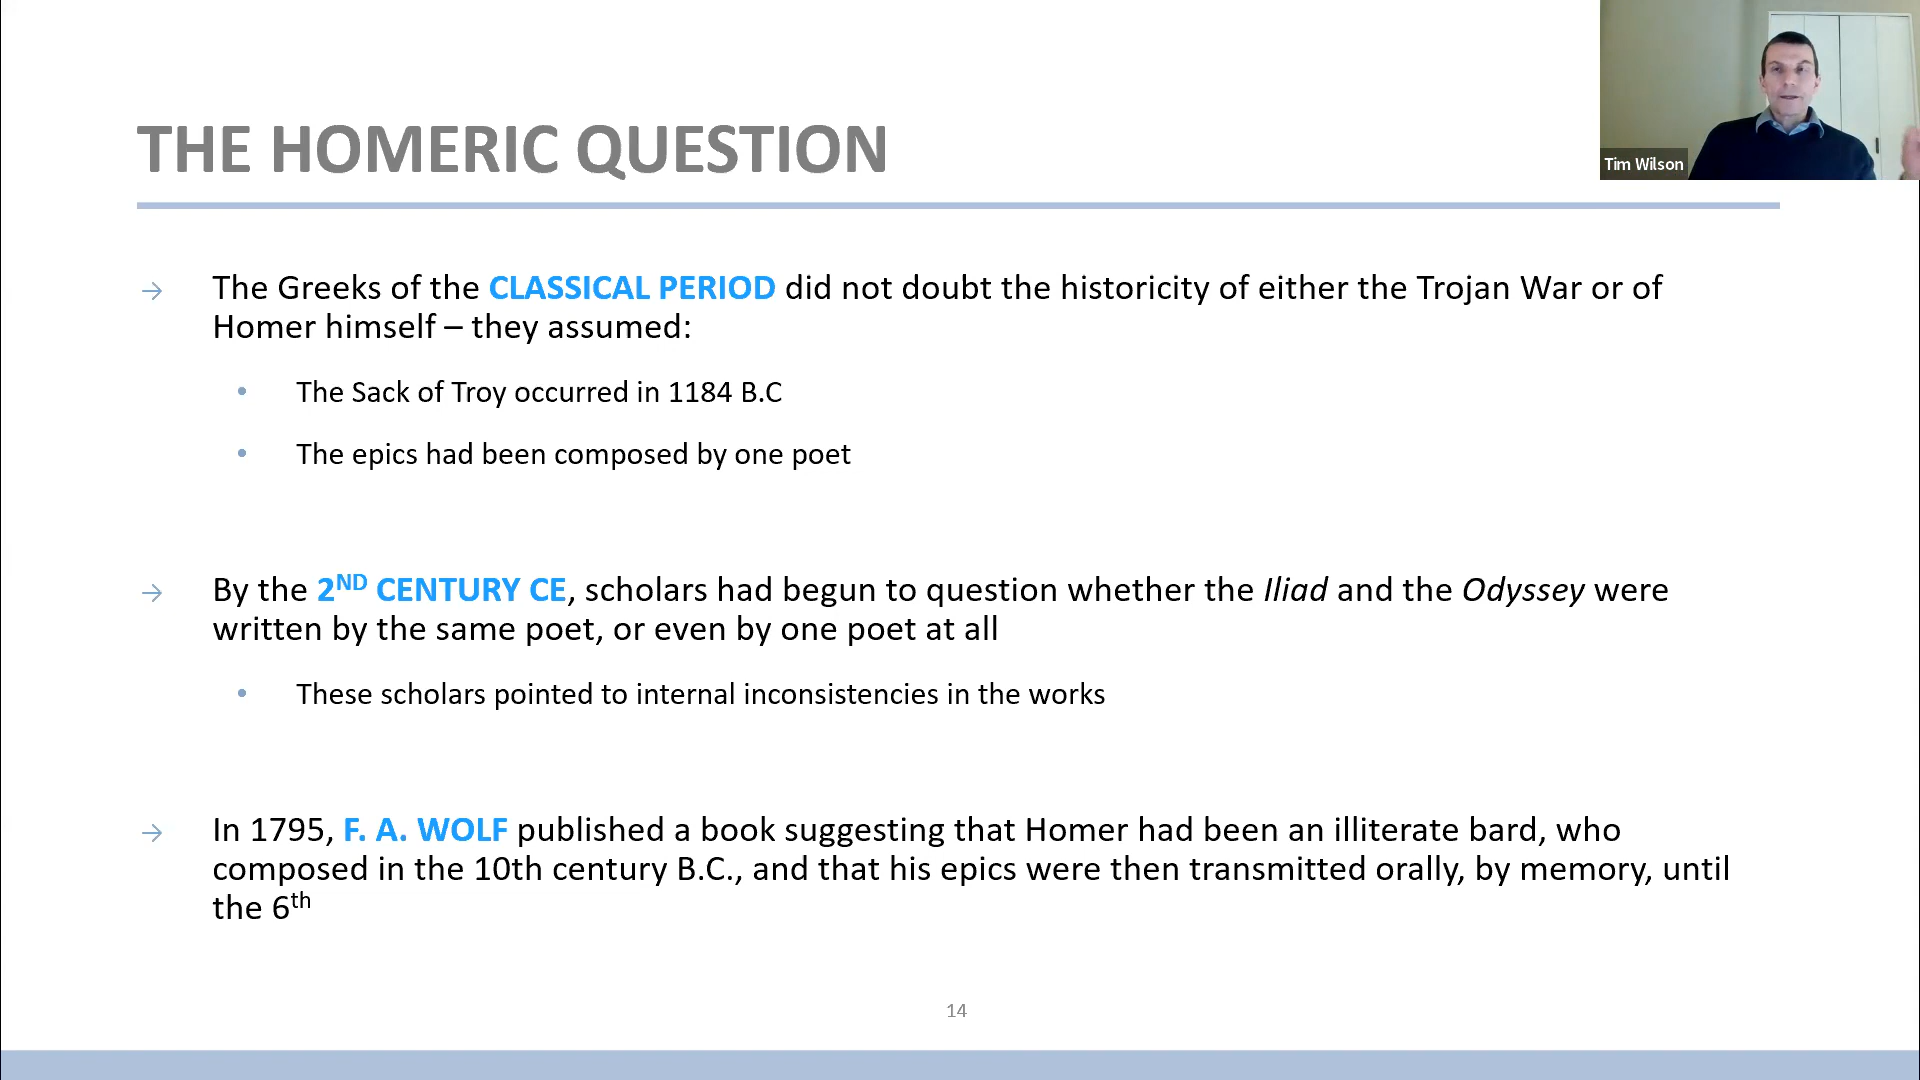 Tim Wilson
THE HOMERIC QUESTION
→ The Greeks of the CLASSICAL PERIOD did not doubt the historicity of either the Trojan War or of
Homer himself – they assumed:
• The Sack of Troy occurred in 1184 B.C
• The epics had been composed by one poet
→ By the 2ND CENTURY CE, scholars had begun to question whether the Iliad and the Odyssey were
written by the same poet, or even by one poet at all
• These scholars pointed to internal inconsistencies in the works
→ In 1795, F. A. WOLF published a book suggesting that Homer had been an illiterate bard, who
composed in the 10th century B.C., and that his epics were then transmitted orally, by memory, until
the 6th
14